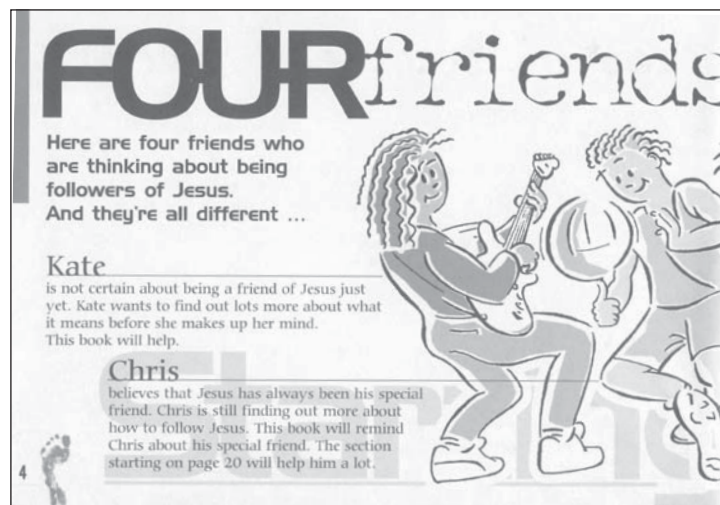 FOUR friends
Here are four friends who
are thinking about being
followers of Jesus.
And they're all different ...
Kate
is not certain about being a friend of Jesus just
yet. Kate wants to find out lots more about what
it means before she makes up her mind.
This book will help.
Chris
believes that Jesus has always been his special
friend. Chris is still finding out more about
how to follow Jesus. This book will remind
Chris about his special friend. The section
starting on page 20 will help him a lot.
4